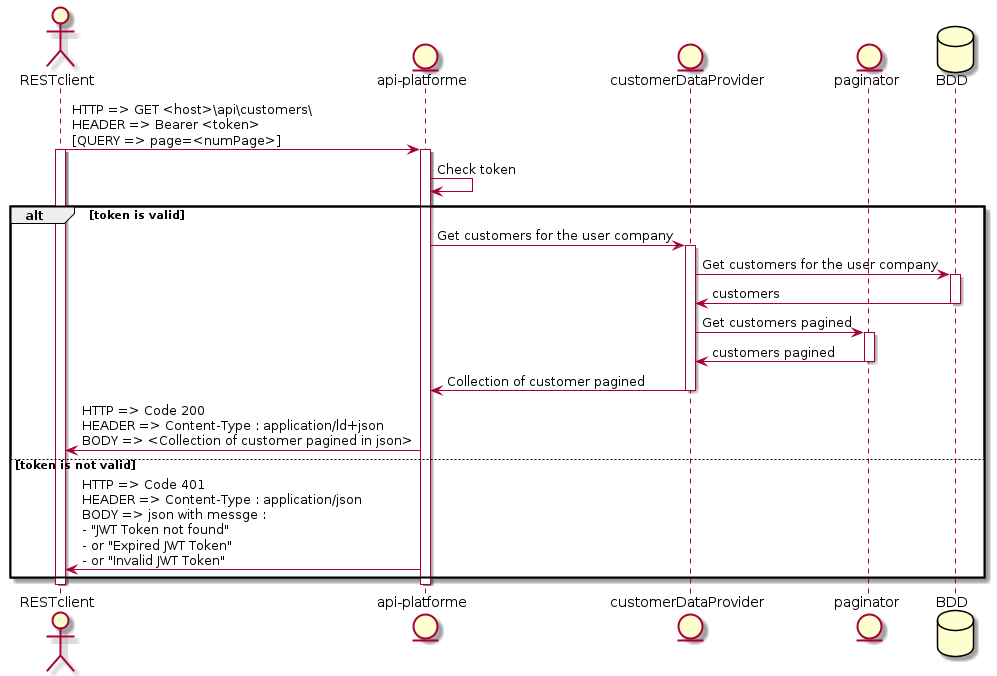 RESTclient
api-platforme
customerDataProvider
paginator
BDD
HTTP => GET <host>\api\customers\
HEADER => Bearer <token>
[QUERY => page=<numPage>]
Check token
alt
[token is valid]
Get customers for the user company
Get customers for the user company
customers
Get customers pagined
customers pagined
Collection of customer pagined
HTTP => Code 200
HEADER => Content-Type : application/ld+json
BODY => <Collection of customer pagined in json>
[token is not valid]
HTTP => Code 401
HEADER => Content-Type : application/json
BODY => json with messge :
- "JWT Token not found"
- or "Expired JWT Token"
- or "Invalid JWT Token"
RESTclient
api-platforme
customerDataProvider
paginator
BDD